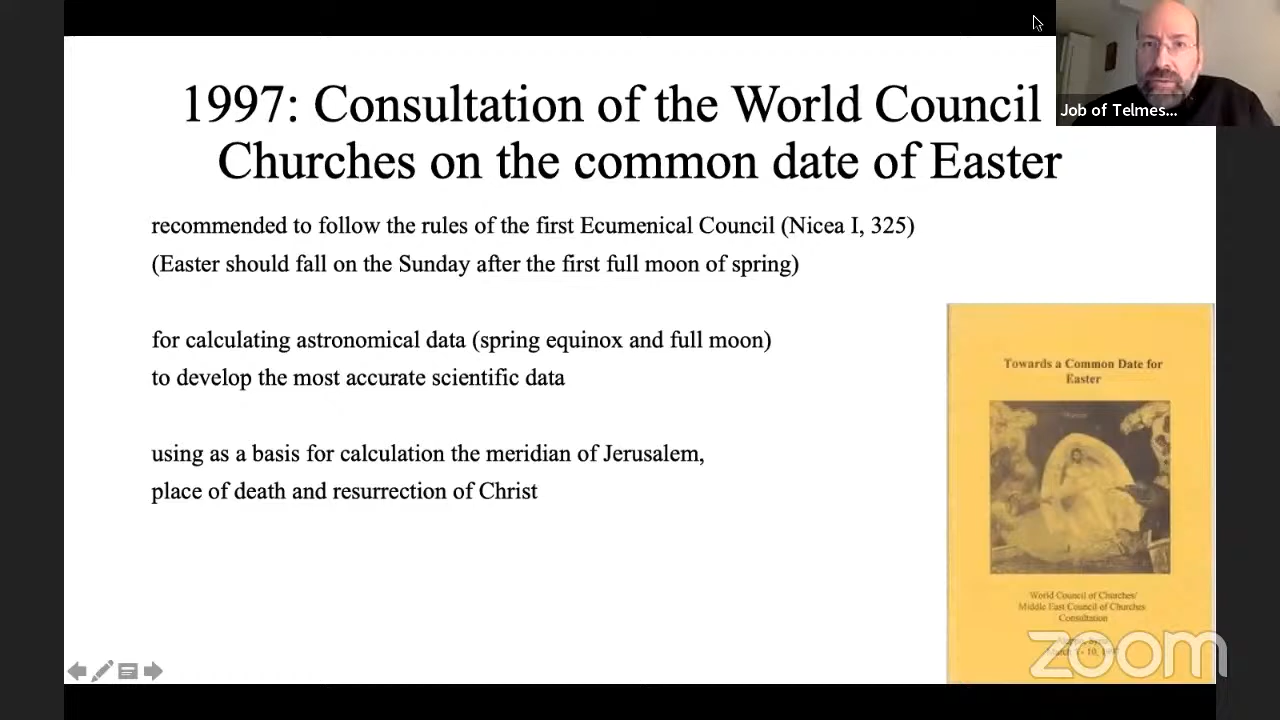 1997: Consultation of the World Council
Churches on the common date of Easter
Job of Telmes...
recommended to follow the rules of the first Ecumenical Council (Nicea I, 325)
(Easter should fall on the Sunday after the first full moon of spring)
for calculating astronomical data (spring equinox and full moon)
to develop the most accurate scientific data
using as a basis for calculation the meridian of Jerusalem,
place of death and resurrection of Christ
Towards a Common Date for
Easter
World Council of Churches/
Middle East Council of Churches
Consultation
zoom